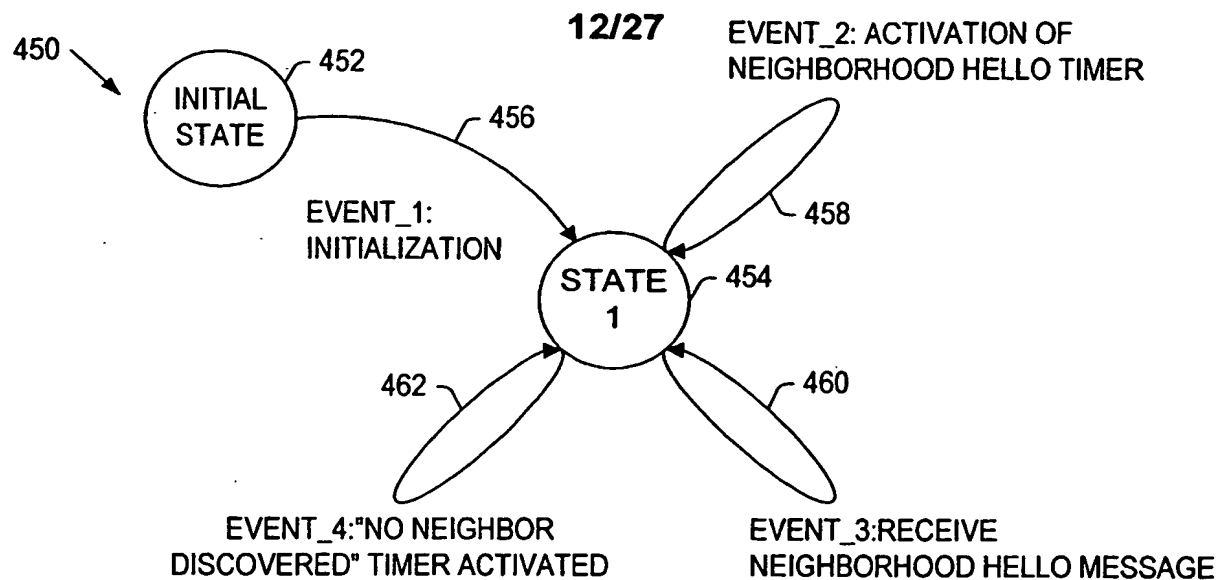 12/27
450
452
INITIAL
STATE
456
EVENT_1:
INITIALIZATION
EVENT_2: ACTIVATION OF
NEIGHBORHOOD HELLO TIMER
458
STATE
1
454
462
460
EVENT_4:"NO NEIGHBOR
DISCOVERED" TIMER ACTIVATED
EVENT_3:RECEIVE
NEIGHBORHOOD HELLO MESSAGE